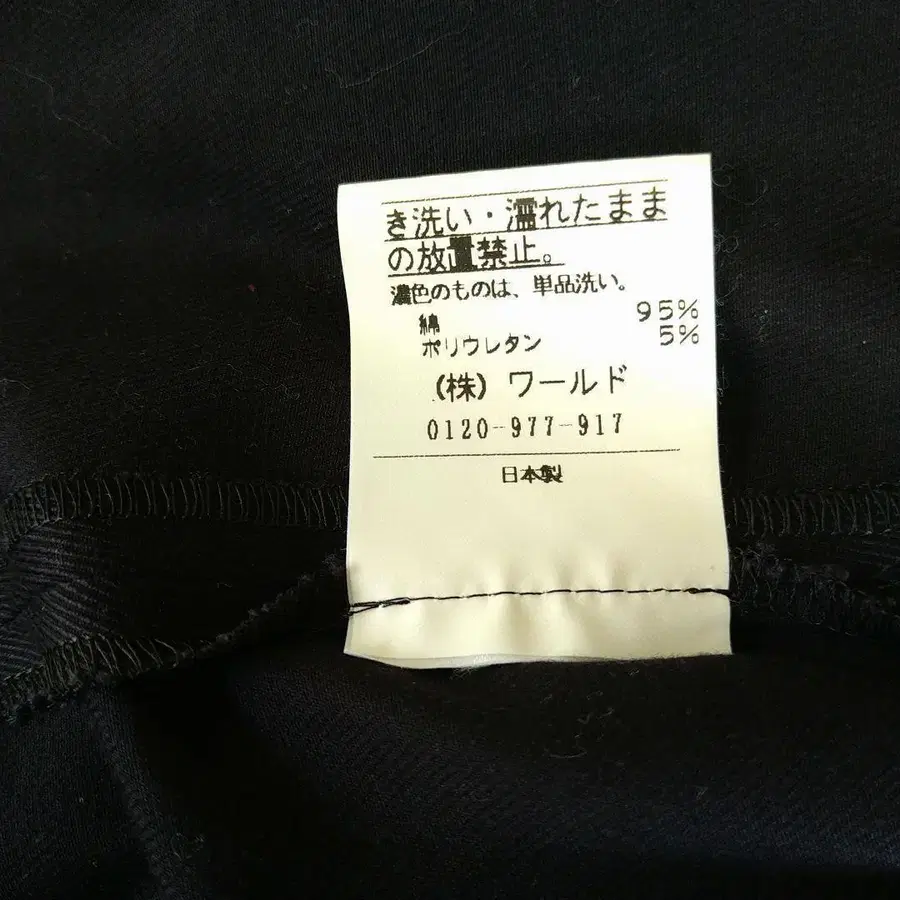 き洗い・濡れたまま
の放置禁止。
濃色のものは、単品洗い。
綿 95%
ポリウレタン 5%
(株) ワールド
0120-977-917
日本製